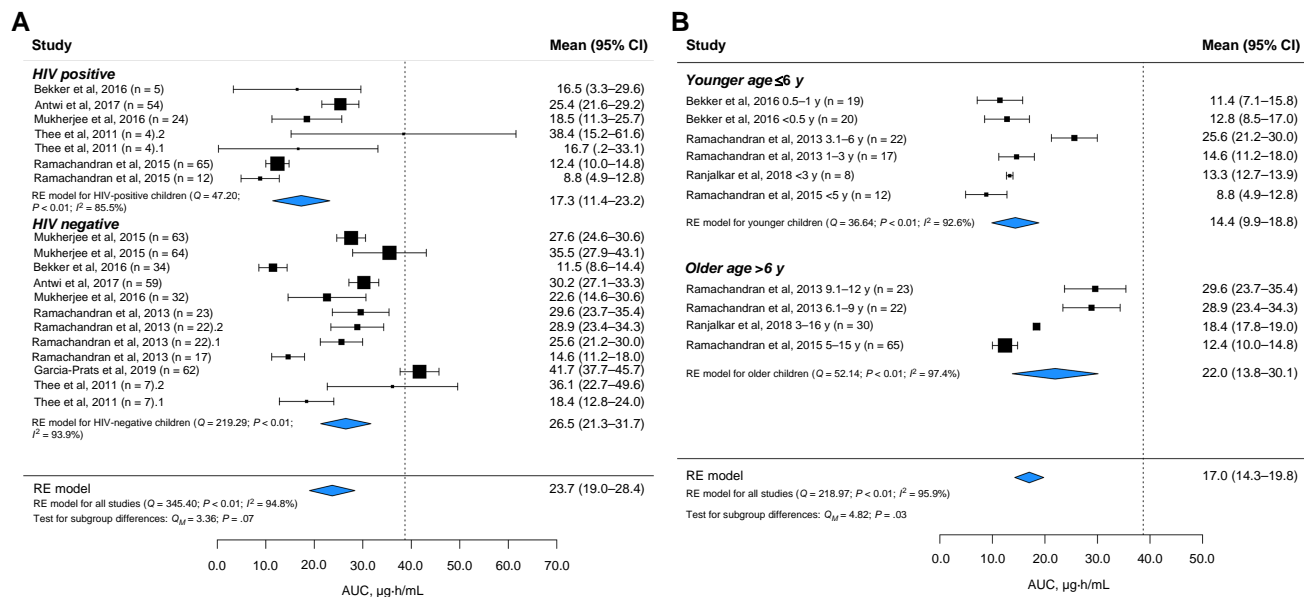 A
Study Mean (95% CI)
HIV positive
Bekker et al, 2016 (n = 5) 16.5 (3.3–29.6)
Antwi et al, 2017 (n = 54) 25.4 (21.6–29.2)
Mukherjee et al, 2016 (n = 24) 18.5 (11.3–25.7)
Thee et al, 2011 (n = 4).2 38.4 (15.2–61.6)
Thee et al, 2011 (n = 4).1 16.7 (.2–33.1)
Ramachandran et al, 2015 (n = 65) 12.4 (10.0–14.8)
Ramachandran et al, 2015 (n = 12) 8.8 (4.9–12.8)
RE model for HIV-positive children (Q = 47.20;
P < 0.01; I² = 85.5%) 17.3 (11.4–23.2)
HIV negative
Mukherjee et al, 2015 (n = 63) 27.6 (24.6–30.6)
Mukherjee et al, 2015 (n = 64) 35.5 (27.9–43.1)
Bekker et al, 2016 (n = 34) 11.5 (8.6–14.4)
Antwi et al, 2017 (n = 59) 30.2 (27.1–33.3)
Mukherjee et al, 2016 (n = 32) 22.6 (14.6–30.6)
Ramachandran et al, 2013 (n = 23) 29.6 (23.7–35.4)
Ramachandran et al, 2013 (n = 22).2 28.9 (23.4–34.3)
Ramachandran et al, 2013 (n = 22).1 25.6 (21.2–30.0)
Ramachandran et al, 2013 (n = 17) 14.6 (11.2–18.0)
Garcia-Prats et al, 2019 (n = 62) 41.7 (37.7–45.7)
Thee et al, 2011 (n = 7).2 36.1 (22.7–49.6)
Thee et al, 2011 (n = 7).1 18.4 (12.8–24.0)
RE model for HIV-negative children (Q = 219.29; P < 0.01; 26.5 (21.3–31.7)
I² = 93.9%)
RE model 23.7 (19.0–28.4)
RE model for all studies (Q = 345.40; P < 0.01; I² = 94.8%)
Test for subgroup differences: Q_M = 3.36; P = .07
0.0 10.0 20.0 30.0 40.0 50.0 60.0 70.0
AUC, µg·h/mL
B
Study Mean (95% CI)
Younger age ≤6 y
Bekker et al, 2016 0.5–1 y (n = 19) 11.4 (7.1–15.8)
Bekker et al, 2016 <0.5 y (n = 20) 12.8 (8.5–17.0)
Ramachandran et al, 2013 3.1–6 y (n = 22) 25.6 (21.2–30.0)
Ramachandran et al, 2013 1–3 y (n = 17) 14.6 (11.2–18.0)
Ranjalkar et al, 2018 <3 y (n = 8) 13.3 (12.7–13.9)
Ramachandran et al, 2015 <5 y (n = 12) 8.8 (4.9–12.8)
RE model for younger children (Q = 36.64; P < 0.01; I² = 92.6%) 14.4 (9.9–18.8)
Older age >6 y
Ramachandran et al, 2013 9.1–12 y (n = 23) 29.6 (23.7–35.4)
Ramachandran et al, 2013 6.1–9 y (n = 22) 28.9 (23.4–34.3)
Ranjalkar et al, 2018 3–16 y (n = 30) 18.4 (17.8–19.0)
Ramachandran et al, 2015 5–15 y (n = 65) 12.4 (10.0–14.8)
RE model for older children (Q = 52.14; P < 0.01; I² = 97.4%) 22.0 (13.8–30.1)
RE model 17.0 (14.3–19.8)
RE model for all studies (Q = 218.97; P < 0.01; I² = 95.9%)
Test for subgroup differences: Q_M = 4.82; P = .03
0.0 10.0 20.0 30.0 40.0 50.0
AUC, µg·h/mL